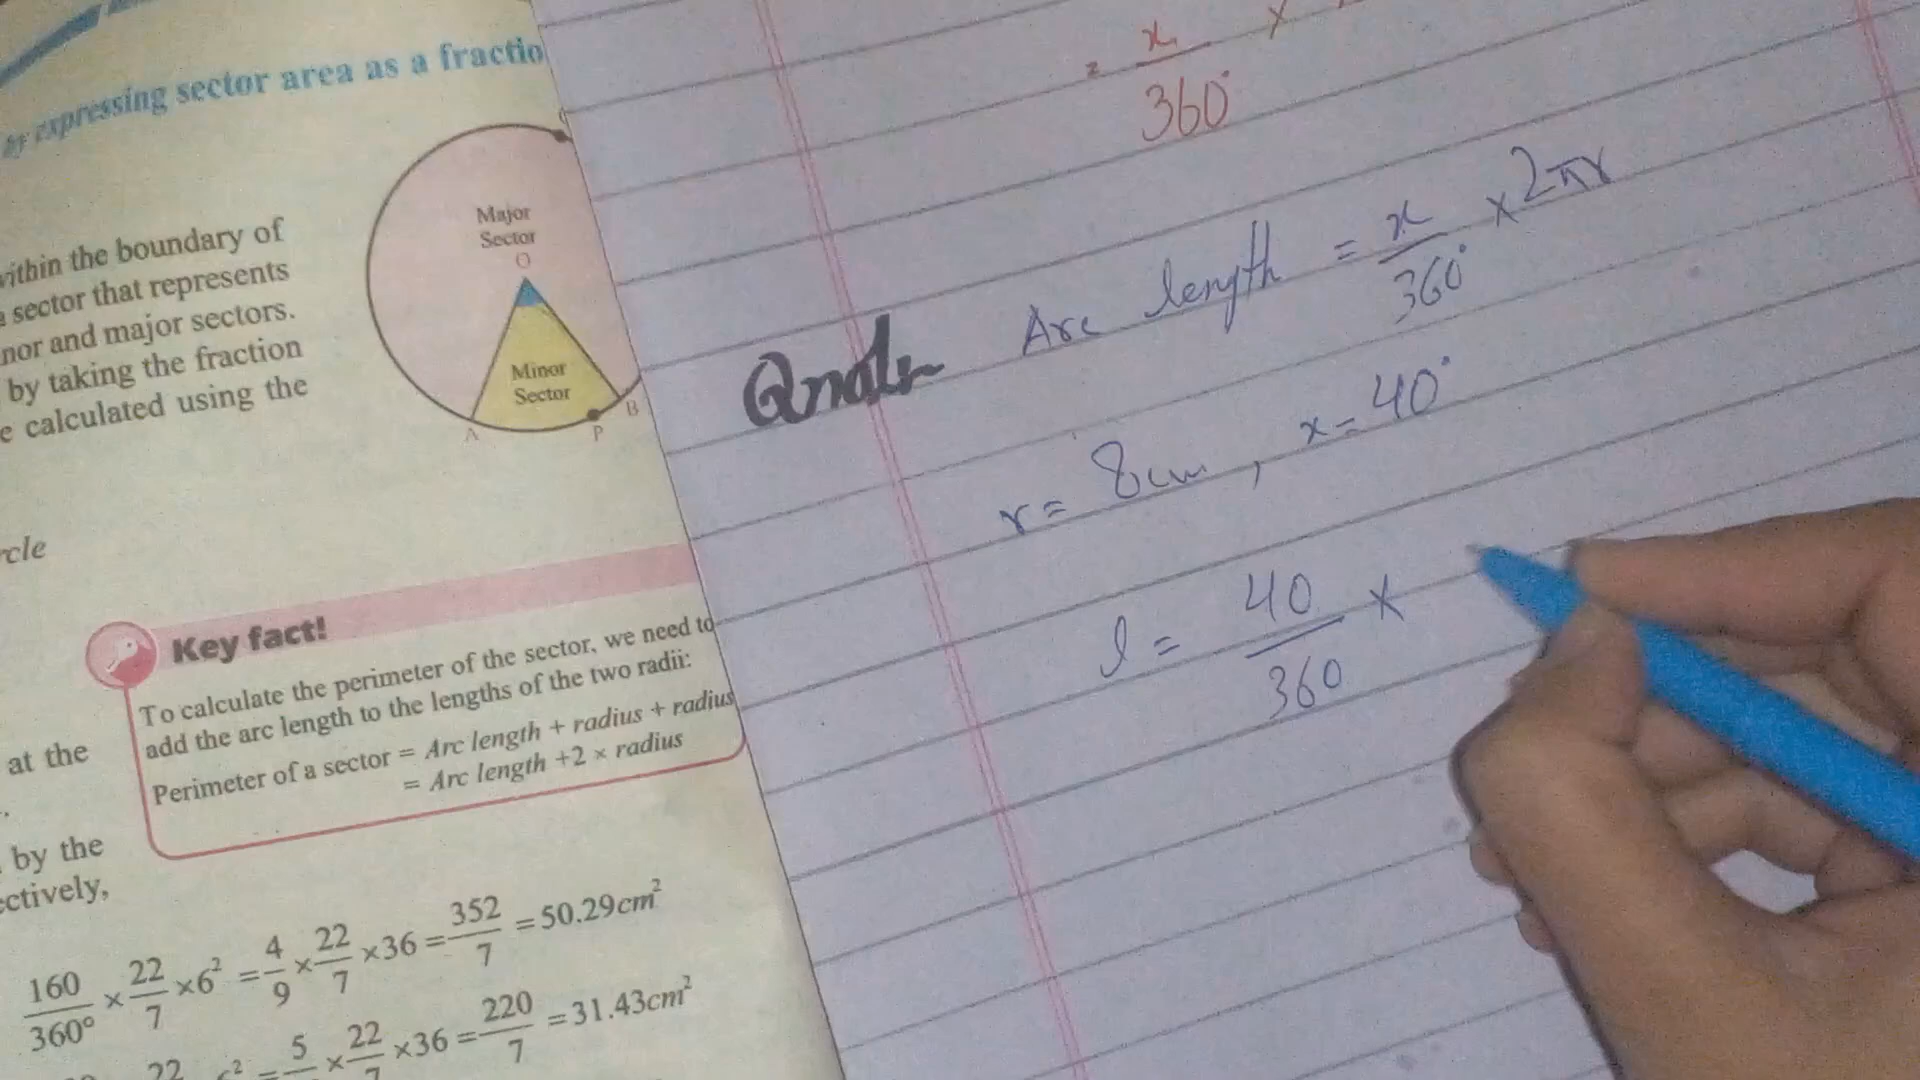 by expressing sector area as a fractio
within the boundary of
sector that represents
nor and major sectors.
by taking the fraction
e calculated using the
Major
Sector
O
Minor
Sector
A
P
B
rcle
Key fact!
To calculate the perimeter of the sector, we need to
add the arc length to the lengths of the two radii:
Perimeter of a sector = Arc length + radius + radius
= Arc length +2 × radius
at the
by the
ectively,
160/360° × 22/7 ×6² = 4/9 × 22/7 ×36 = 352/7 = 50.29cm²
22 = 5 × 22/7 ×36 = 220/7 = 31.43cm²
= x/360° ×
Arc length = x/360° × 2πr
r = 8cm, x = 40°
l = 40/360 ×